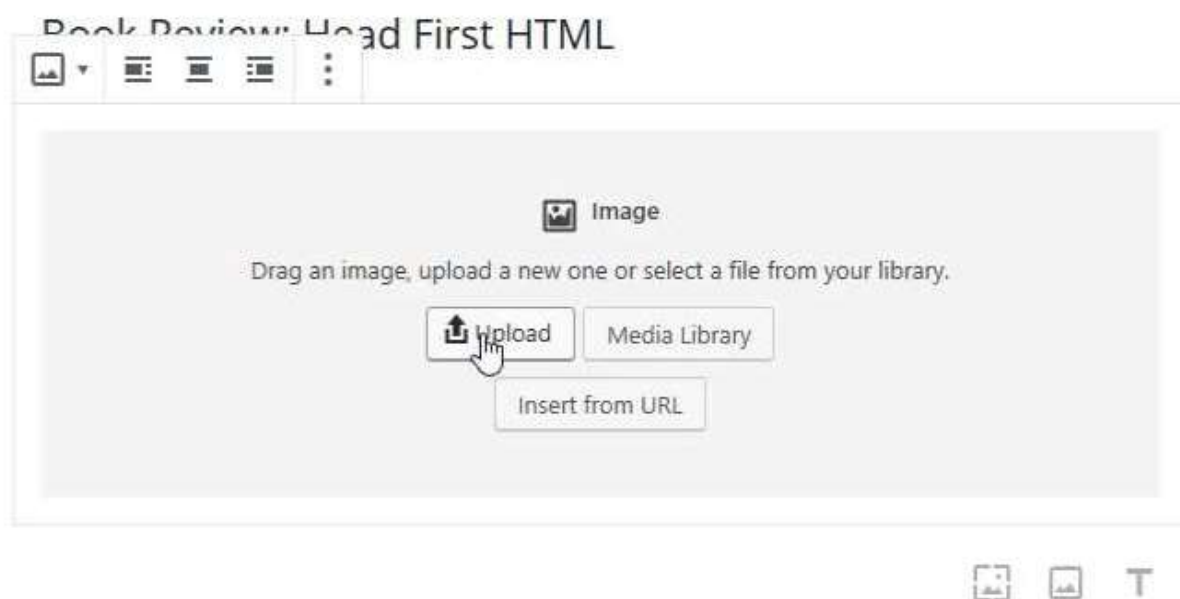 Book Review: Head First HTML
Image
Drag an image, upload a new one or select a file from your library.
Upload
Media Library
Insert from URL